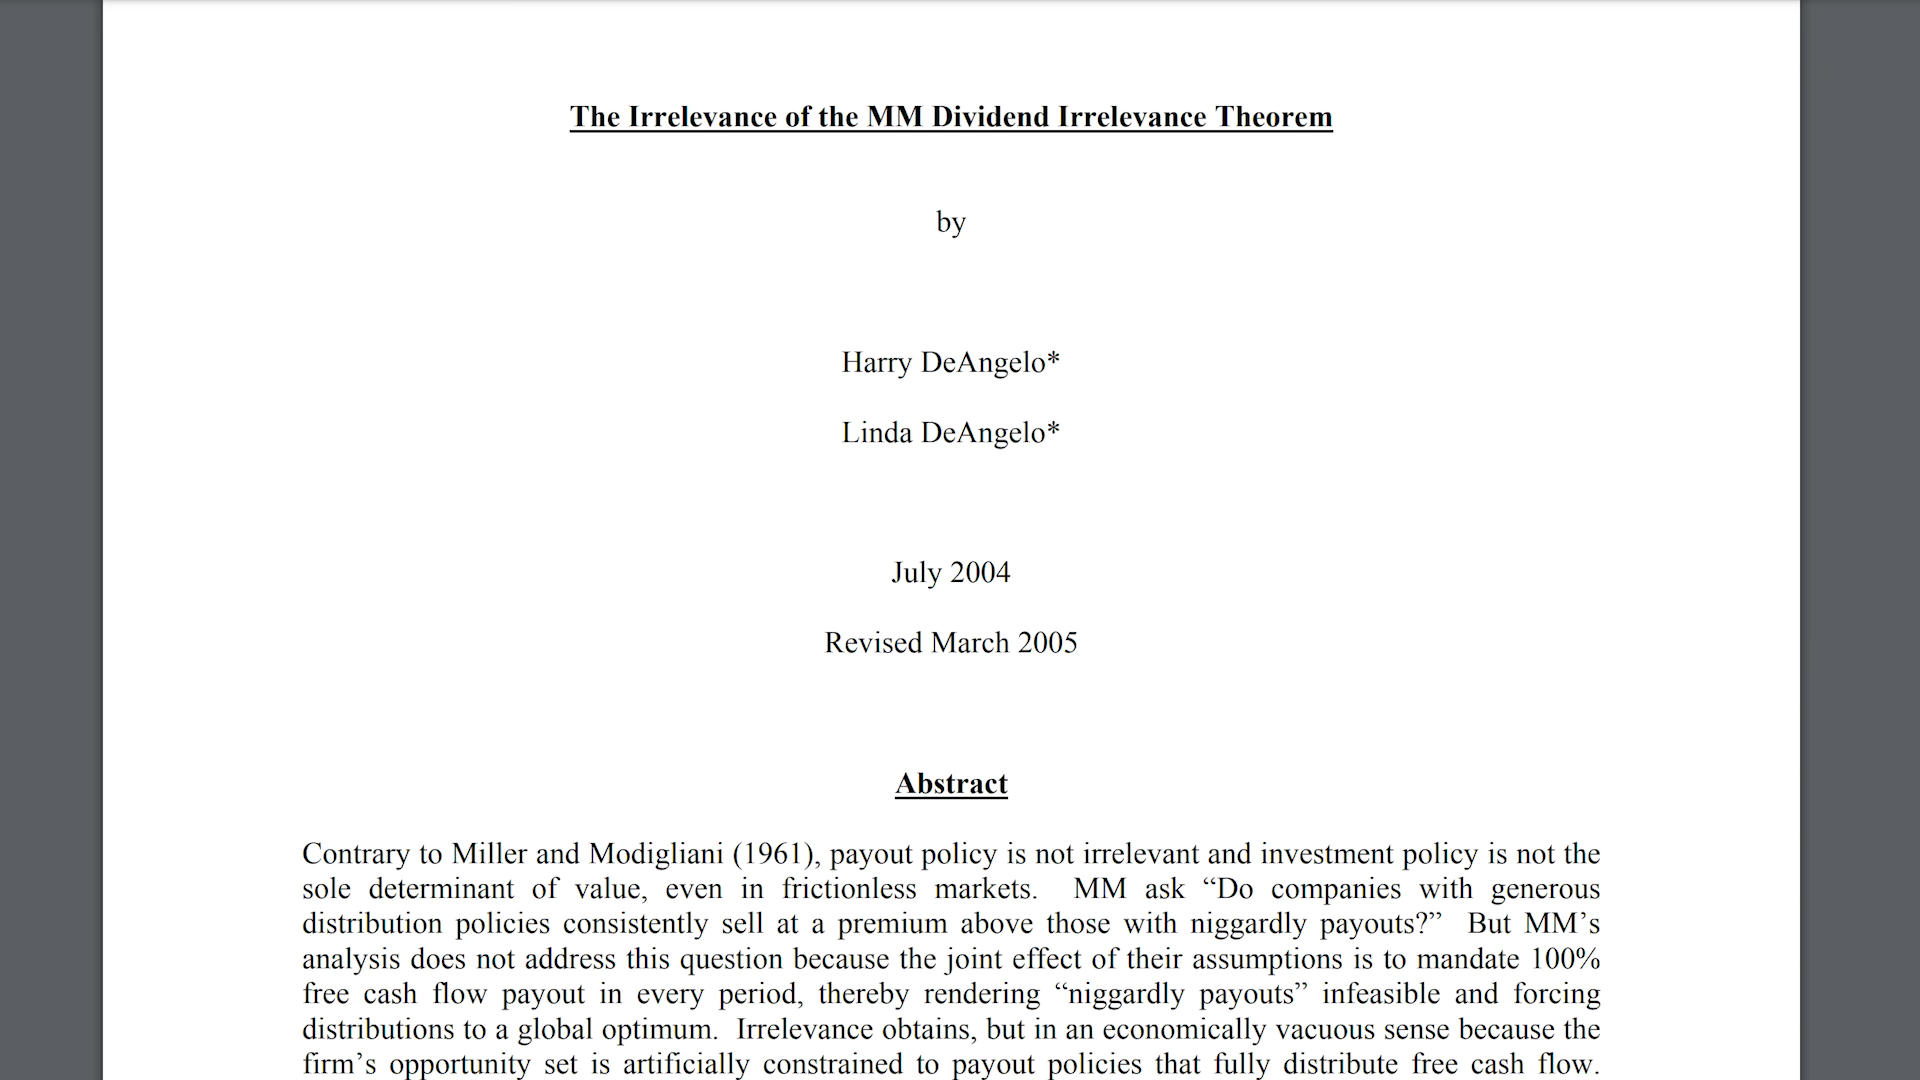 The Irrelevance of the MM Dividend Irrelevance Theorem
by
Harry DeAngelo*
Linda DeAngelo*
July 2004
Revised March 2005
Abstract
Contrary to Miller and Modigliani (1961), payout policy is not irrelevant and investment policy is not the
sole determinant of value, even in frictionless markets.  MM ask “Do companies with generous
distribution policies consistently sell at a premium above those with niggardly payouts?”  But MM’s
analysis does not address this question because the joint effect of their assumptions is to mandate 100%
free cash flow payout in every period, thereby rendering “niggardly payouts” infeasible and forcing
distributions to a global optimum.  Irrelevance obtains, but in an economically vacuous sense because the
firm’s opportunity set is artificially constrained to payout policies that fully distribute free cash flow.